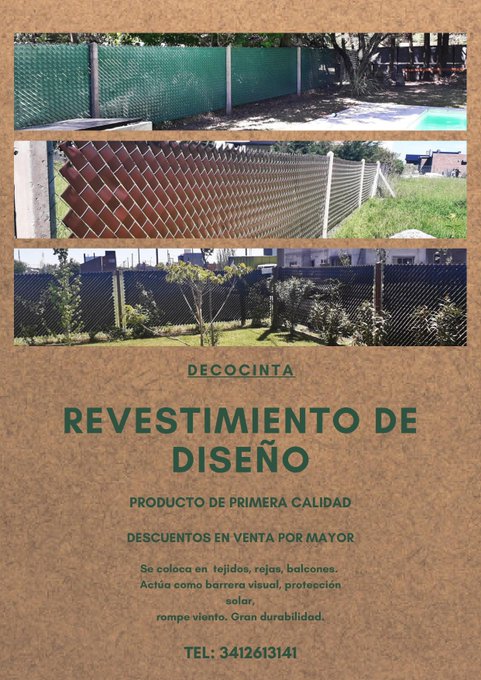 DECOCINTA
REVESTIMIENTO DE
DISEÑO
PRODUCTO DE PRIMERA CALIDAD
DESCUENTOS EN VENTA POR MAYOR
Se coloca en tejidos, rejas, balcones.
Actúa como barrera visual, protección
solar,
rompe viento. Gran durabilidad.
TEL: 3412613141